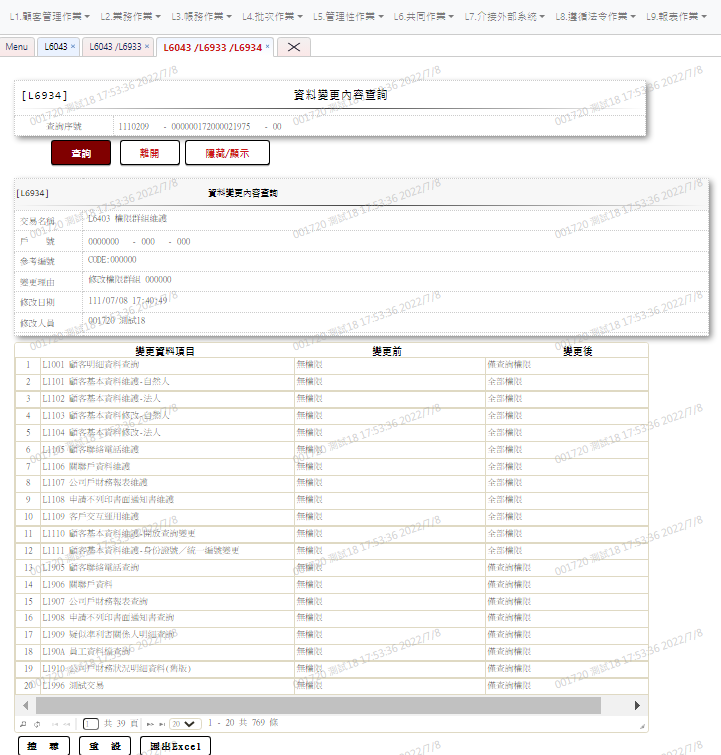 L1.顧客管理作業 L2.業務作業 L3.帳務作業 L4.批次作業 L5.管理性作業 L6.共同作業 L7.介接外部系統 L8.遵循法令作業 L9.報表作業
Menu L6043 × L6043 /L6933 × L6043 /L6933 /L6934 ×
[L6934] 資料變更內容查詢
查詢序號 1110209 - 000000172000021975 - 00
查詢 離開 隱藏/顯示
[L6934] 資料變更內容查詢
交易名稱 L6403 權限群組維護
戶 號 0000000 - 000 - 000
參考編號 CODE:000000
變更理由 修改權限群組 000000
修改日期 111/07/08 17:40:49
修改人員 001720 測試18
變更資料項目 變更前 變更後
1 L1001 顧客明細資料查詢 無權限 僅查詢權限
2 L1101 顧客基本資料維護-自然人 無權限 全部權限
3 L1102 顧客基本資料維護-法人 無權限 全部權限
4 L1103 顧客基本資料修改-自然人 無權限 全部權限
5 L1104 顧客基本資料修改-法人 無權限 全部權限
6 L1105 顧客聯絡電話維護 無權限 全部權限
7 L1106 關聯戶資料維護 無權限 全部權限
8 L1107 公司戶財務報表維護 無權限 全部權限
9 L1108 申請不列印書面通知書維護 無權限 全部權限
10 L1109 客戶交互運用維護 無權限 全部權限
11 L1110 顧客基本資料維護-開放查詢變更 無權限 全部權限
12 L1111 顧客基本資料維護-身份證號／統一編號變更 無權限 全部權限
13 L1905 顧客聯絡電話查詢 無權限 僅查詢權限
14 L1906 關聯戶資料 無權限 僅查詢權限
15 L1907 公司戶財務報表查詢 無權限 僅查詢權限
16 L1908 申請不列印書面通知書查詢 無權限 僅查詢權限
17 L1909 疑似準利害關係人明細查詢 無權限 僅查詢權限
18 L190A 員工資料檔查詢 無權限 僅查詢權限
19 L1910 公司戶財務狀況明細資料(舊版) 無權限 僅查詢權限
20 L1996 測試交易 無權限 僅查詢權限
1 共 39 頁 20 1 - 20 共 769 條
搜 尋 重 設 匯出Excel
001720 測試18 17:53:36 2022/7/8